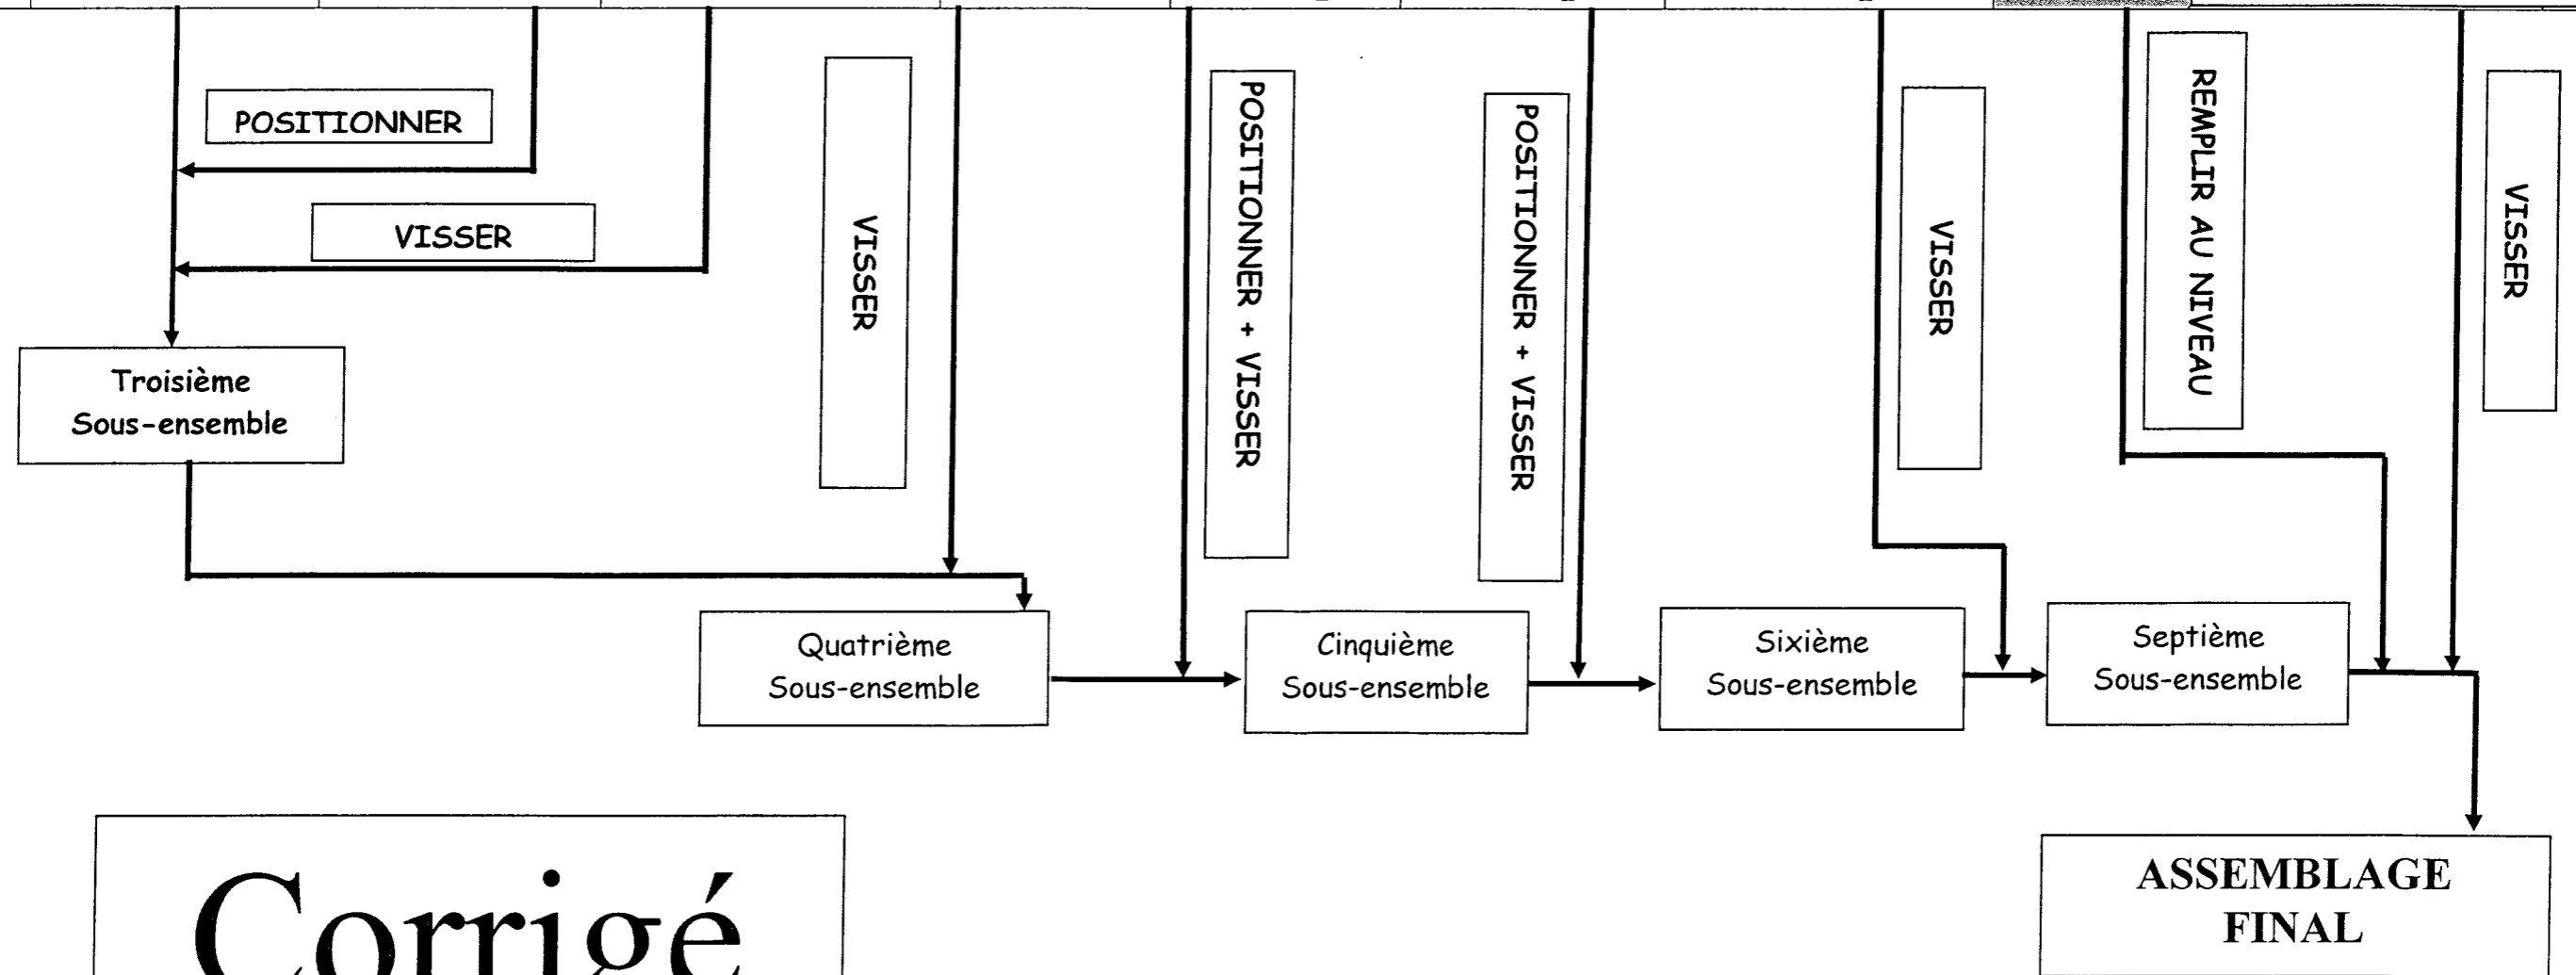 POSITIONNER
VISSER
VISSER
POSITIONNER + VISSER
POSITIONNER + VISSER
VISSER
REMPLIR AU NIVEAU
VISSER
Troisième
Sous-ensemble
Quatrième
Sous-ensemble
Cinquième
Sous-ensemble
Sixième
Sous-ensemble
Septième
Sous-ensemble
Corrigé
ASSEMBLAGE
FINAL